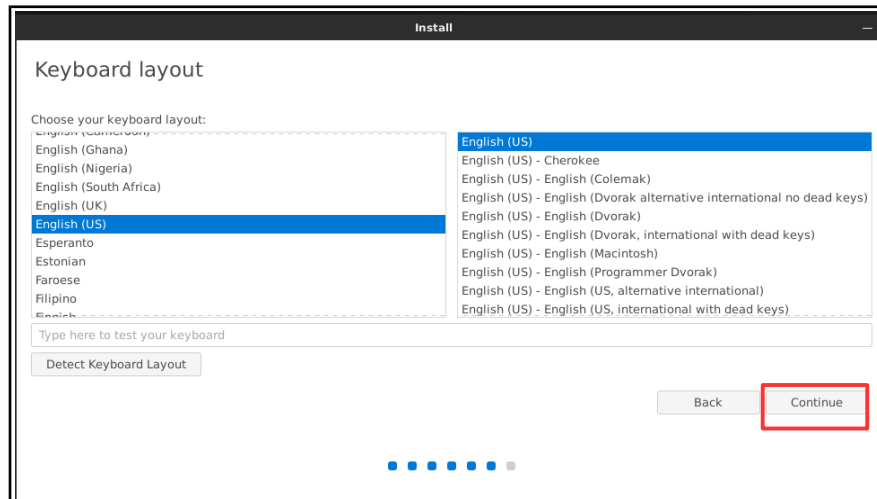 Install
Keyboard layout
Choose your keyboard layout:
English (Cameroon)
English (Ghana)
English (Nigeria)
English (South Africa)
English (UK)
English (US)
Esperanto
Estonian
Faroese
Filipino
Finnish
English (US)
English (US) - Cherokee
English (US) - English (Colemak)
English (US) - English (Dvorak alternative international no dead keys)
English (US) - English (Dvorak)
English (US) - English (Dvorak, international with dead keys)
English (US) - English (Macintosh)
English (US) - English (Programmer Dvorak)
English (US) - English (US, alternative international)
English (US) - English (US, international with dead keys)
Type here to test your keyboard
Detect Keyboard Layout
Back
Continue